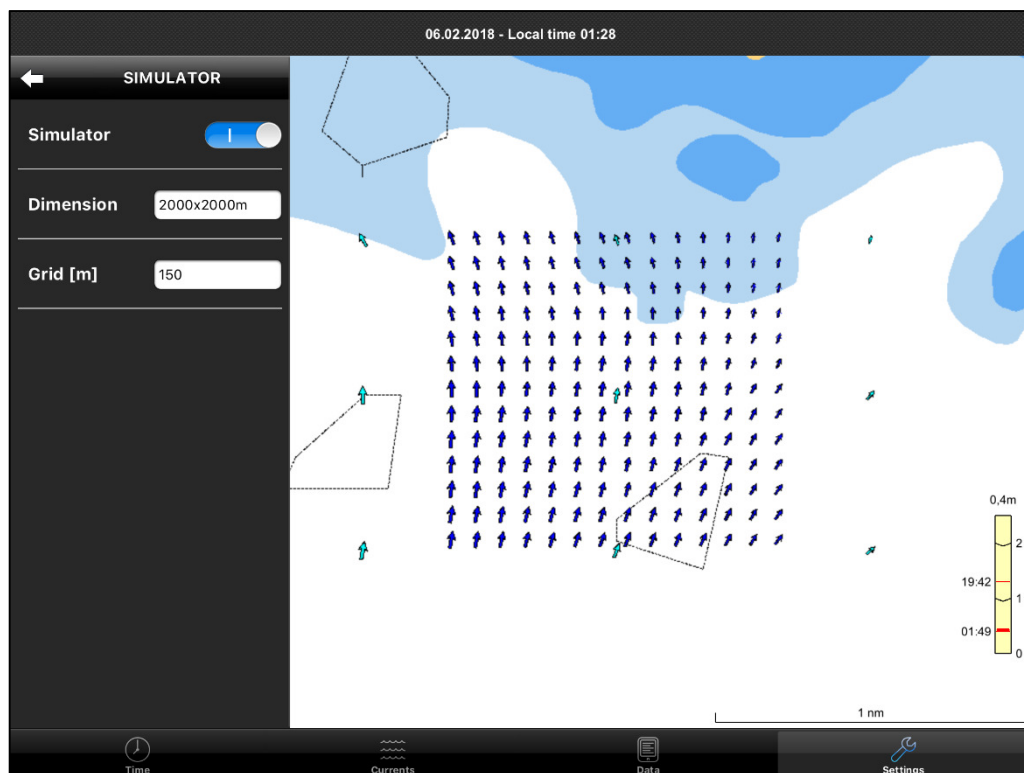 06.02.2018 - Local time 01:28
SIMULATOR
Simulator
Dimension 2000x2000m
Grid [m] 150
0,4m
2
19:42
1
01:49
0
1 nm
Time Currents Data Settings